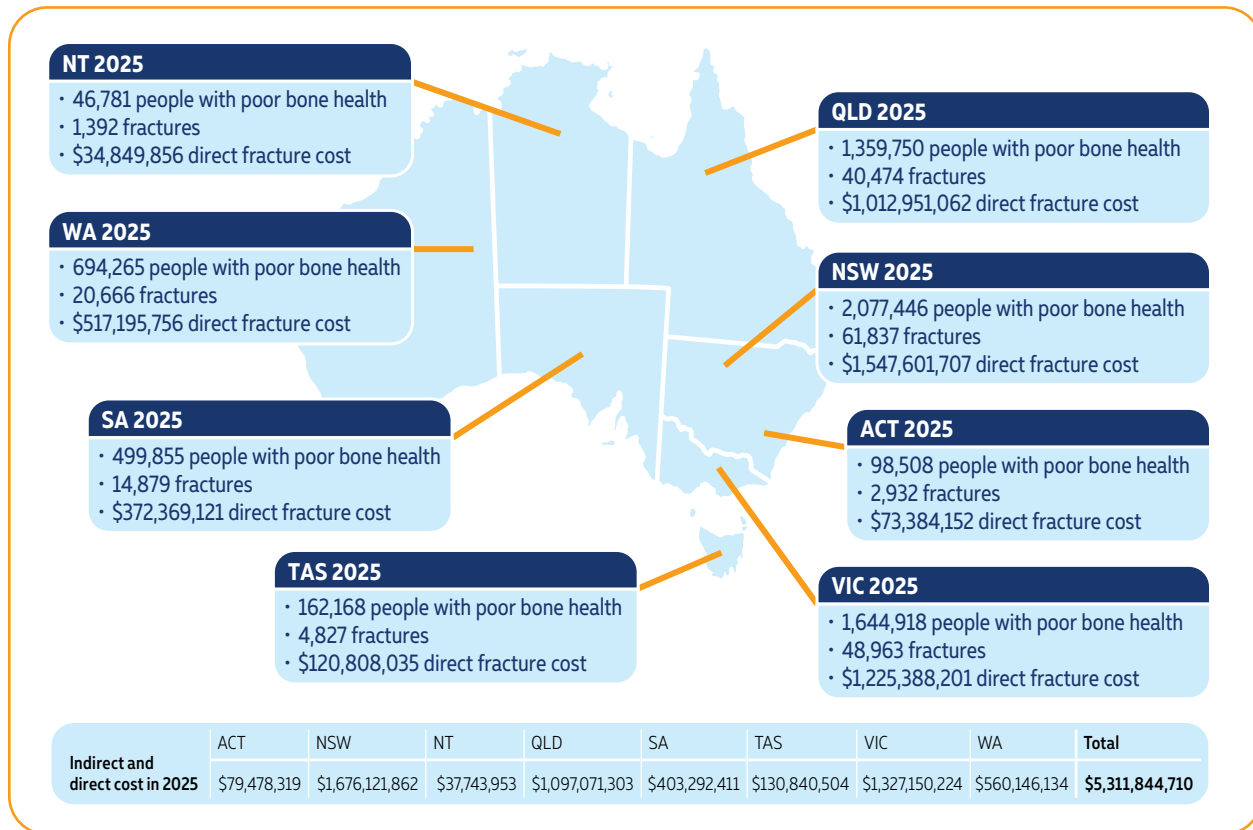 NT 2025
· 46,781 people with poor bone health
· 1,392 fractures
· $34,849,856 direct fracture cost
QLD 2025
· 1,359,750 people with poor bone health
· 40,474 fractures
· $1,012,951,062 direct fracture cost
WA 2025
· 694,265 people with poor bone health
· 20,666 fractures
· $517,195,756 direct fracture cost
NSW 2025
· 2,077,446 people with poor bone health
· 61,837 fractures
· $1,547,601,707 direct fracture cost
SA 2025
· 499,855 people with poor bone health
· 14,879 fractures
· $372,369,121 direct fracture cost
ACT 2025
· 98,508 people with poor bone health
· 2,932 fractures
· $73,384,152 direct fracture cost
TAS 2025
· 162,168 people with poor bone health
· 4,827 fractures
· $120,808,035 direct fracture cost
VIC 2025
· 1,644,918 people with poor bone health
· 48,963 fractures
· $1,225,388,201 direct fracture cost
ACT NSW NT QLD SA TAS VIC WA Total
Indirect and
direct cost in 2025 $79,478,319 $1,676,121,862 $37,743,953 $1,097,071,303 $403,292,411 $130,840,504 $1,327,150,224 $560,146,134 $5,311,844,710